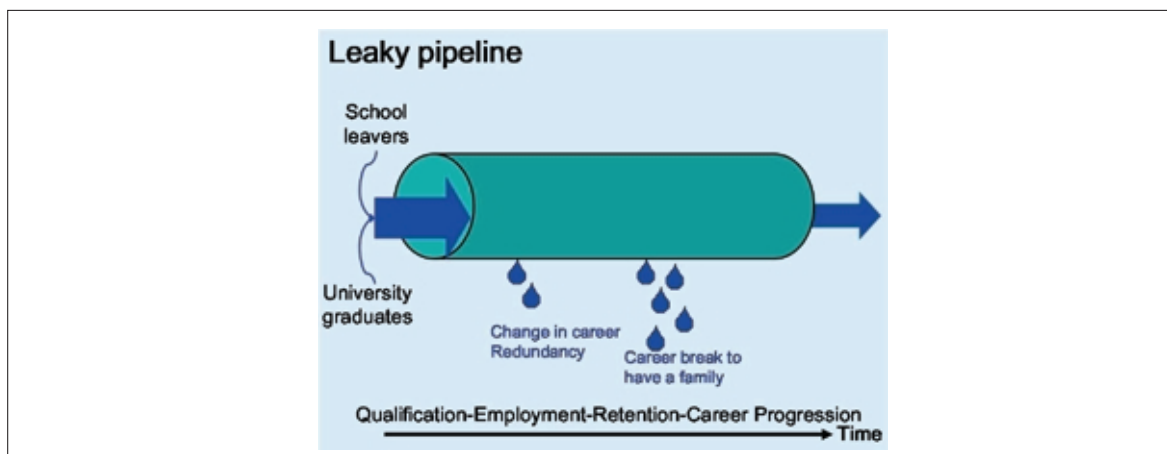 Leaky pipeline
School
leavers
University
graduates
Change in career
Redundancy
Career break to
have a family
Qualification-Employment-Retention-Career Progression
Time